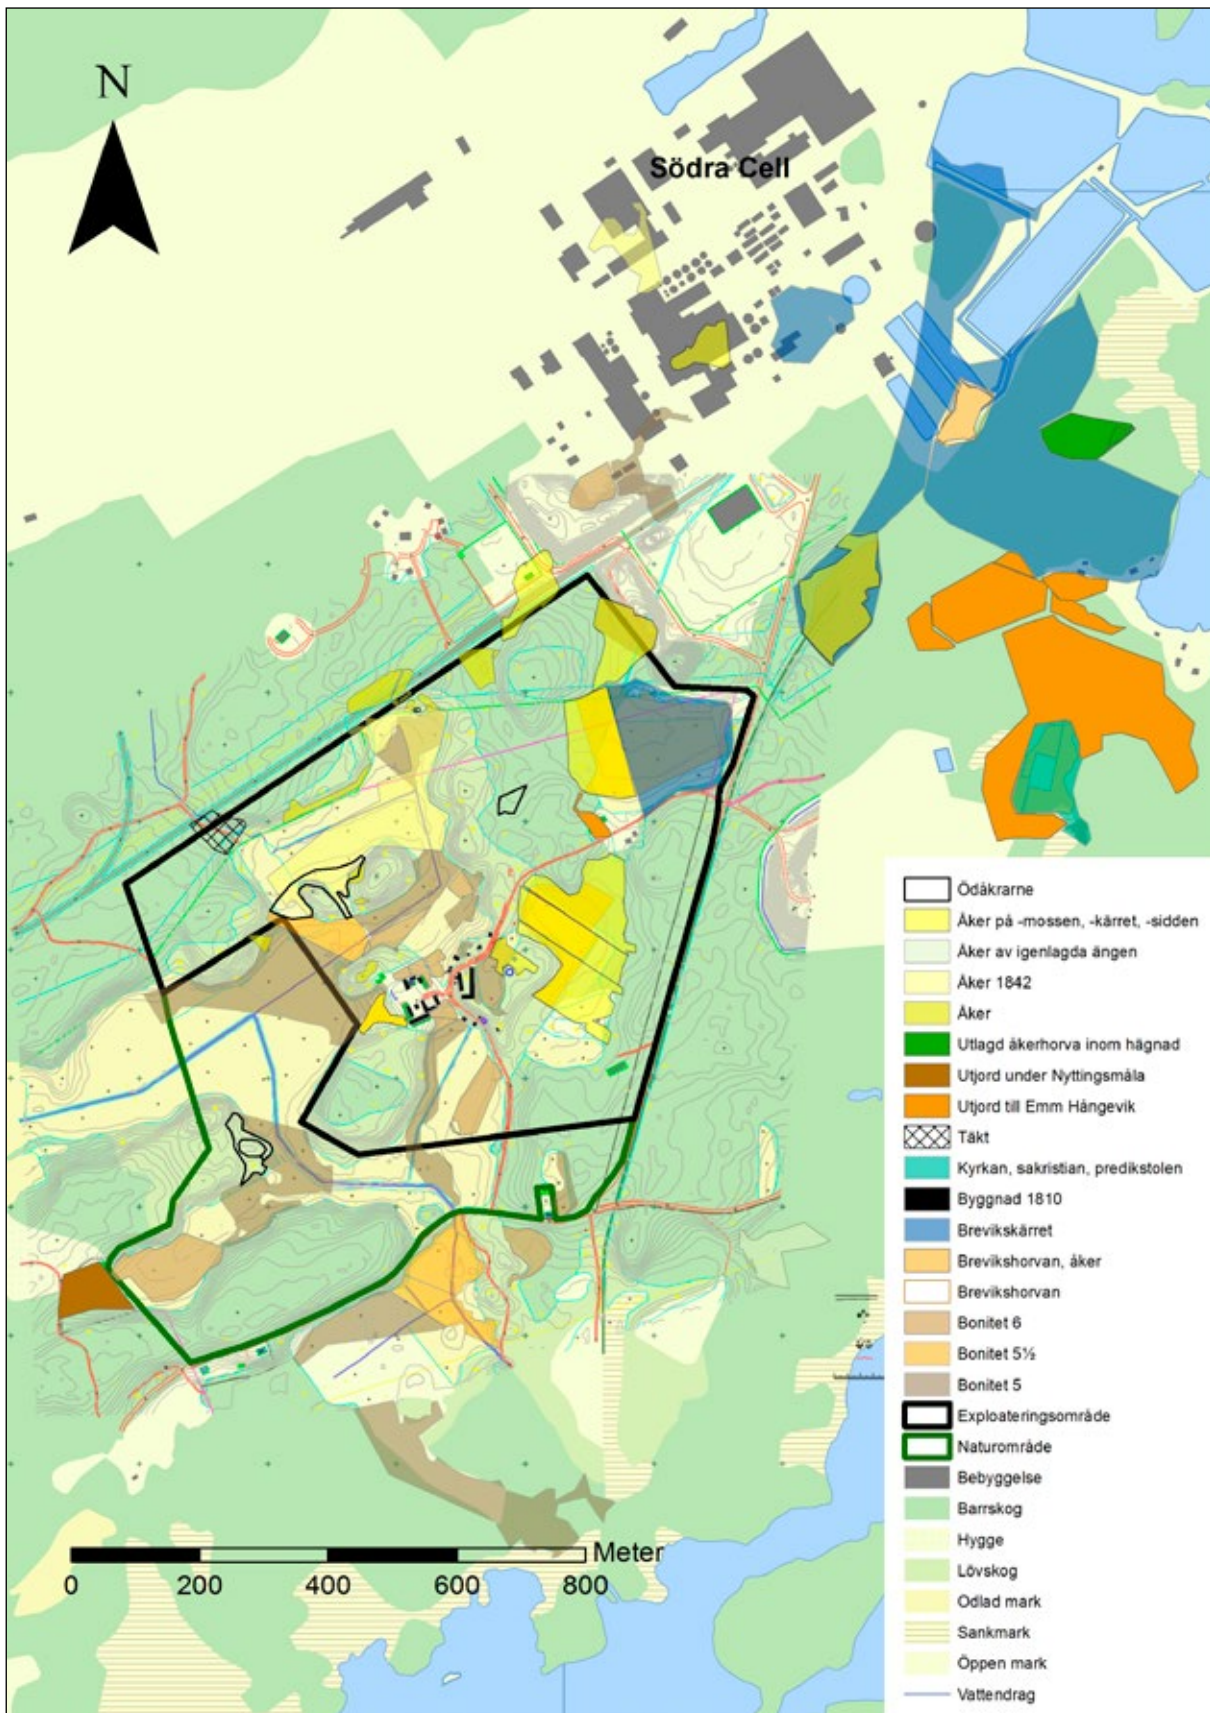 N
Södra Cell
Ödåkrarne
Åker på -mossen, -kärret, -sidden
Åker av igenlagda ängen
Åker 1842
Åker
Utlagd åkerhorva inom hägnad
Utjord under Nyttingsmåla
Utjord till Emm Hångevik
Täkt
Kyrkan, sakristian, predikstolen
Byggnad 1810
Brevikskärret
Brevikshorvan, åker
Brevikshorvan
Bonitet 6
Bonitet 5½
Bonitet 5
Exploateringsområde
Naturområde
Bebyggelse
Barrskog
Hygge
Lövskog
Odlad mark
Sankmark
Öppen mark
Vattendrag
Meter
0 200 400 600 800